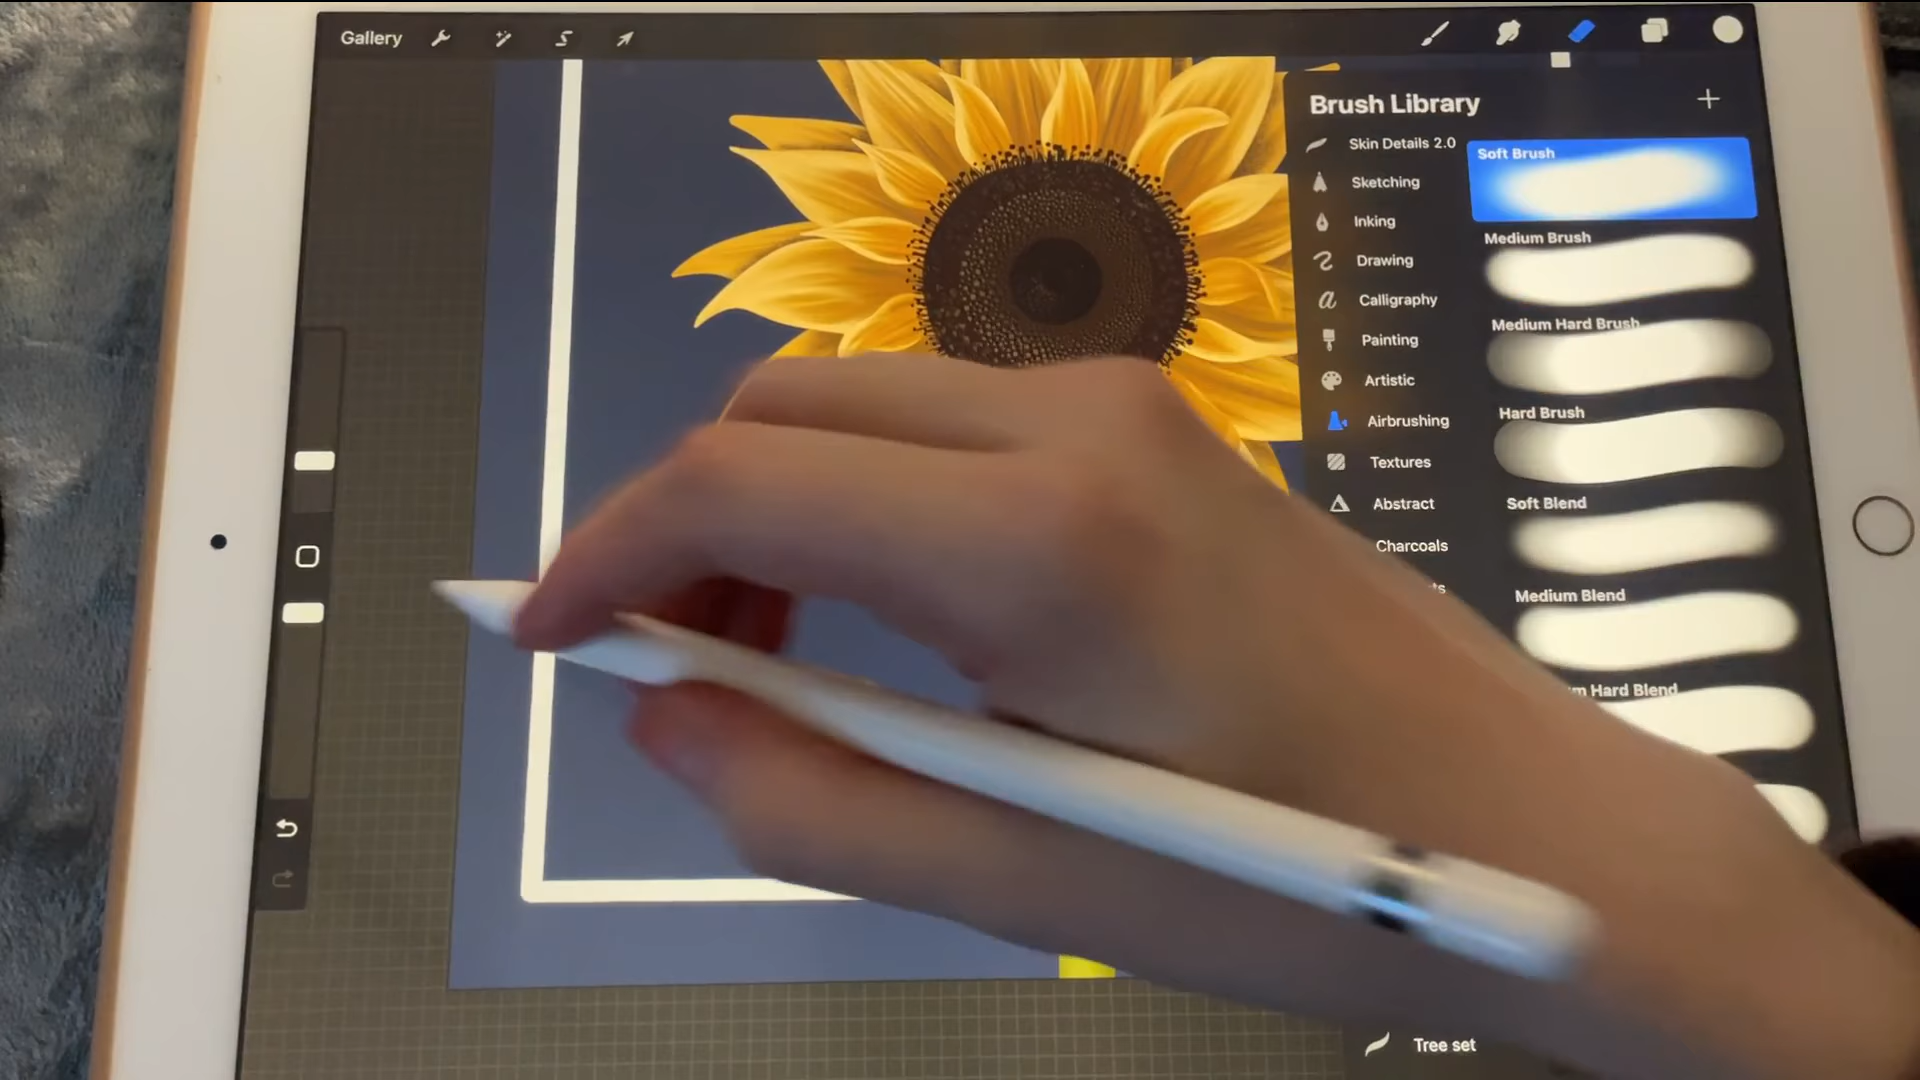 Gallery
Brush Library
Skin Details 2.0
Sketching
Inking
Drawing
Calligraphy
Painting
Artistic
Airbrushing
Textures
Abstract
Charcoals
Tree set
Soft Brush
Medium Brush
Medium Hard Brush
Hard Brush
Soft Blend
Medium Blend
Hard Blend